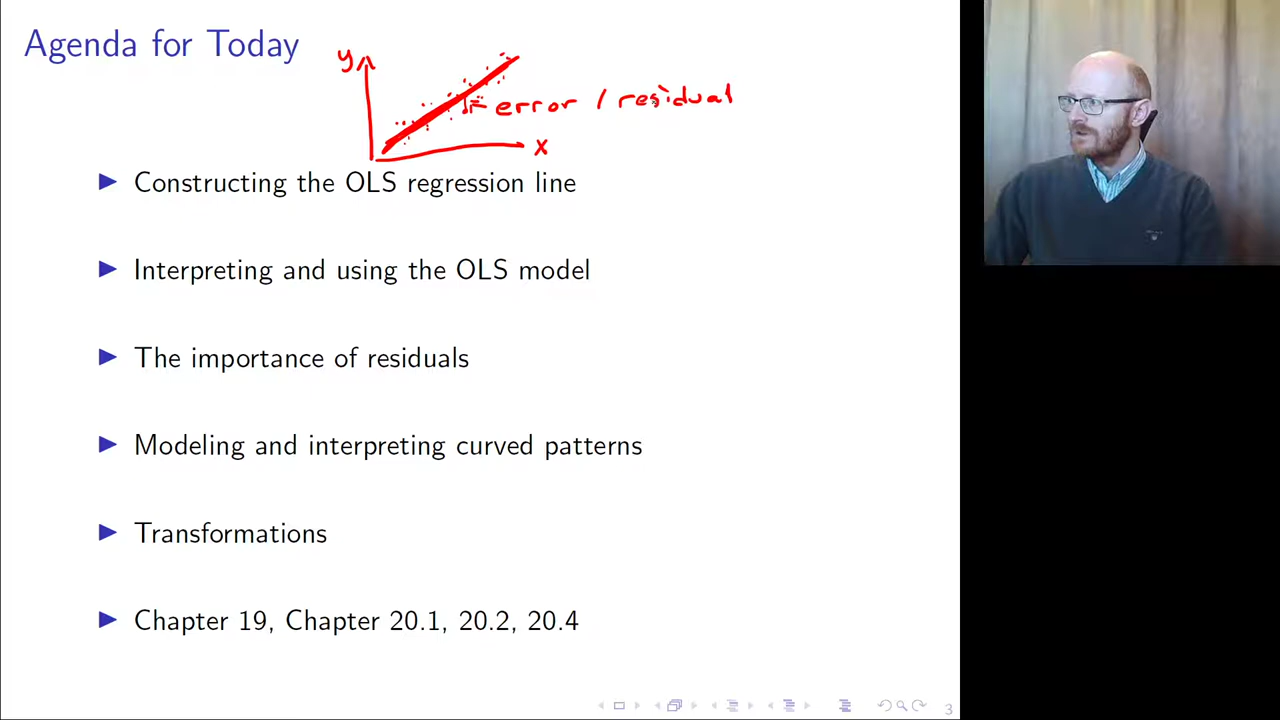 Agenda for Today
y
error / residual
x
Constructing the OLS regression line
Interpreting and using the OLS model
The importance of residuals
Modeling and interpreting curved patterns
Transformations
Chapter 19, Chapter 20.1, 20.2, 20.4
3